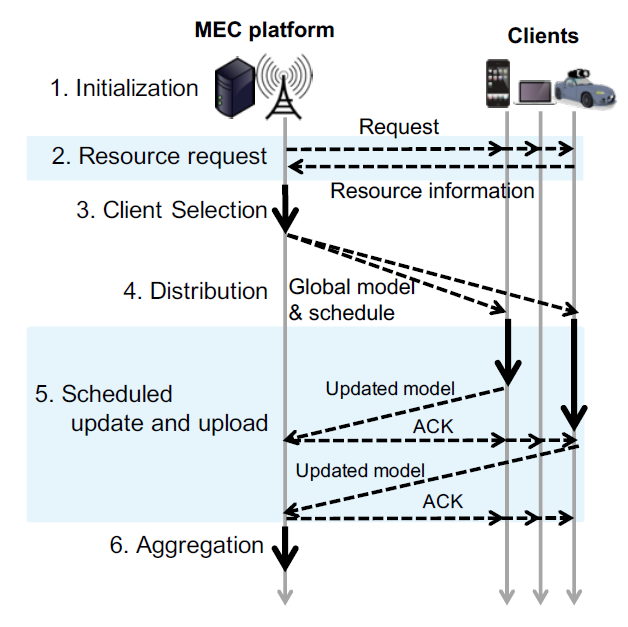 MEC platform
Clients
1. Initialization
Request
2. Resource request
Resource information
3. Client Selection
4. Distribution
Global model
& schedule
5. Scheduled
update and upload
Updated model
ACK
Updated model
ACK
6. Aggregation